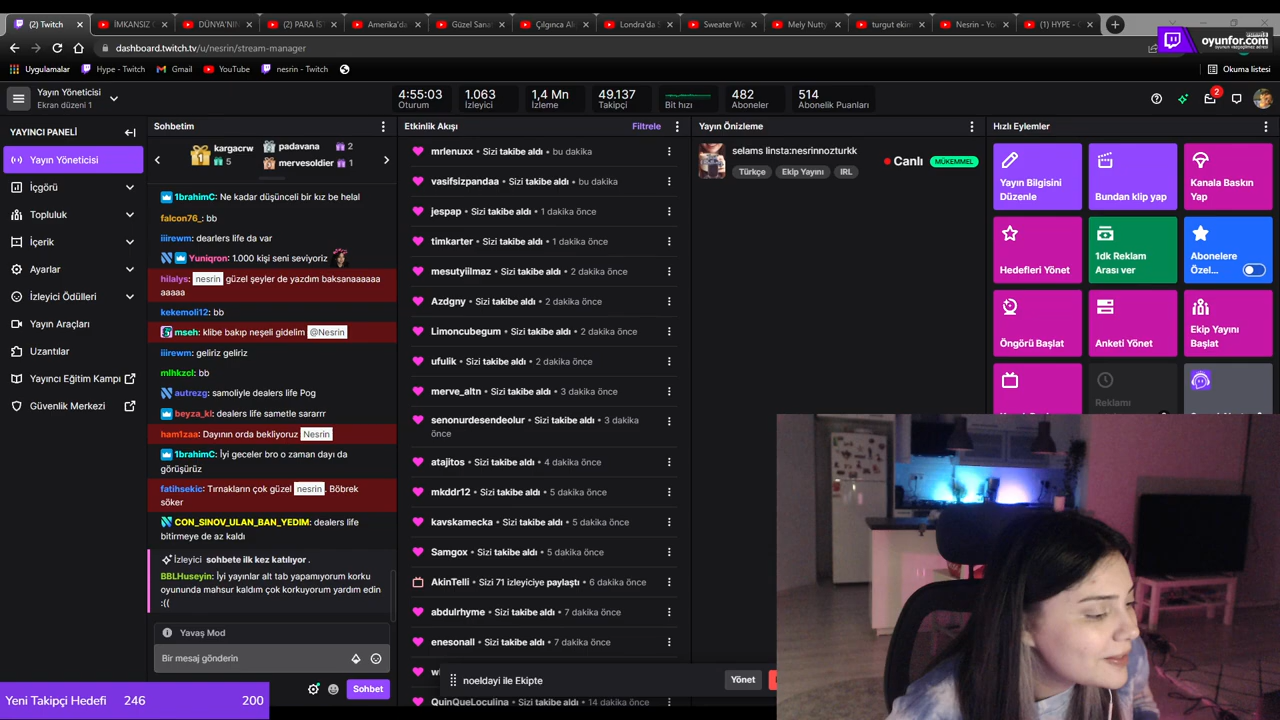 (2) Twitch
İMKANSIZ
DÜNYA'NI
(2) PARA İS
Amerika'da
Güzel Sana
Çılgınca Al
Londra'da
Sweater We
Mely Nutty
turgut ekim
Nesrin - Yo
(1) HYPE -
dashboard.twitch.tv/u/nesrin/stream-manager
oyunfor.com
Uygulamalar
Hype - Twitch
Gmail
YouTube
nesrin - Twitch
Okuma listesi
Yayın Yöneticisi
Ekran düzeni 1
4:55:03
Oturum
1.063
İzleyici
1,4 Mn
İzleme
49.137
Takipçi
Bit hızı
482
Aboneler
514
Abonelik Puanları
2
YAYINCI PANELİ
Yayın Yöneticisi
İçgörü
Topluluk
İçerik
Ayarlar
İzleyici Ödülleri
Yayın Araçları
Uzantılar
Yayıncı Eğitim Kampı
Güvenlik Merkezi
Sohbetim
kargacrw
5
padavana 2
mervesoldier 1
1brahimC: Ne kadar düşünceli bir kız be helal
falcon76_: bb
iiirewm: dearlers life da var
Yuniqron: 1.000 kişi seni seviyoriz
hilalys: nesrin güzel şeyler de yazdım baksanaaaaaa
aaaaa
kekemoli12: bb
mseh: klibe bakıp neşeli gidelim @Nesrin
iiirewm: geliriz geliriz
mlhkzcl: bb
autrezg: samoliyle dealers life Pog
beyza_kl: dealers life sametle sararrr
ham1zaa: Dayının orda bekliyoruz Nesrin
1brahimC: İyi geceler bro o zaman dayı da
görüşürüz
fatihsekic: Tırnakların çok güzel nesrin. Böbrek
söker
CON_SINOV_ULAN_BAN_YEDIM: dealers life
bitirmeye de az kaldı
İzleyici sohbete ilk kez katılıyor .
BBLHuseyin: İyi yayınlar alt tab yapamıyorum korku
oyununda mahsur kaldım çok korkuyorum yardım edin
:((
Yavaş Mod
Bir mesaj gönderin
Sohbet
Etkinlik Akışı
Filtrele
mrlenuxx • Sizi takibe aldı • bu dakika
vasifsizpandaa • Sizi takibe aldı • bu dakika
jespap • Sizi takibe aldı • 1 dakika önce
timkarter • Sizi takibe aldı • 1 dakika önce
mesutyiilmaz • Sizi takibe aldı • 2 dakika önce
Azdgny • Sizi takibe aldı • 2 dakika önce
Limoncubegum • Sizi takibe aldı • 2 dakika önce
ufulik • Sizi takibe aldı • 2 dakika önce
merve_altn • Sizi takibe aldı • 3 dakika önce
senonurdesendeolur • Sizi takibe aldı • 3 dakika
önce
atajitos • Sizi takibe aldı • 4 dakika önce
mkddr12 • Sizi takibe aldı • 5 dakika önce
kavskamecka • Sizi takibe aldı • 5 dakika önce
Samgox • Sizi takibe aldı • 5 dakika önce
AkinTelli • Sizi 71 izleyiciye paylaştı • 6 dakika önce
abdulrhyme • Sizi takibe aldı • 7 dakika önce
enesonall • Sizi takibe aldı • 7 dakika önce
noeldayi ile Ekipte
Yönet
QuinQueLoculina • Sizi takibe aldı • 14 dakika önce
Yayın Önizleme
selams Iinsta:nesrinnozturkk
Türkçe
Ekip Yayını
IRL
Canlı
MÜKEMMEL
Hızlı Eylemler
Yayın Bilgisini
Düzenle
Bundan klip yap
Kanala Baskın
Yap
Hedefleri Yönet
1dk Reklam
Arası ver
Abonelere
Özel...
Öngörü Başlat
Anketi Yönet
Ekip Yayını
Başlat
Reklamı
Yeni Takipçi Hedefi 246 200